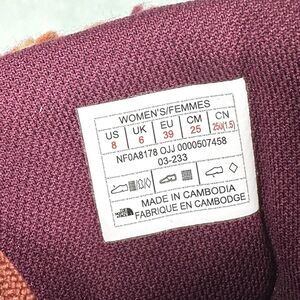 WOMEN'S/FEMMES
US UK EU CM CN
8 6 39 25 250(1.5)
NF0A8178 OJJ 0000507458
03-233
THE NORTH FACE
MADE IN CAMBODIA
FABRIQUÉ EN CAMBODGE